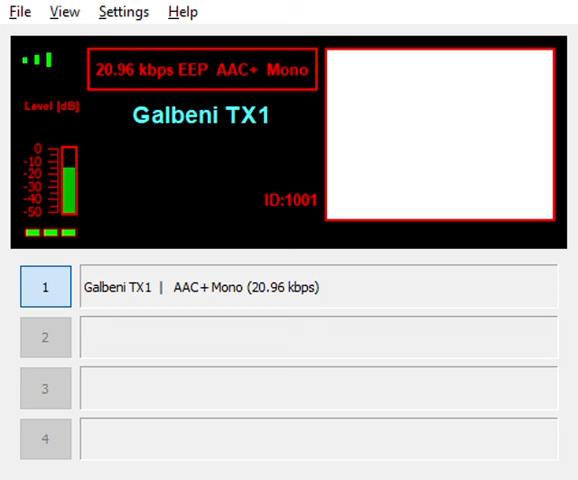 File View Settings Help
20.96 kbps EEP AAC+ Mono
Level [dB]
Galbeni TX1
0
-10
-20
-30
-40
-50
ID:1001
1 Galbeni TX1 | AAC+ Mono (20.96 kbps)
2
3
4